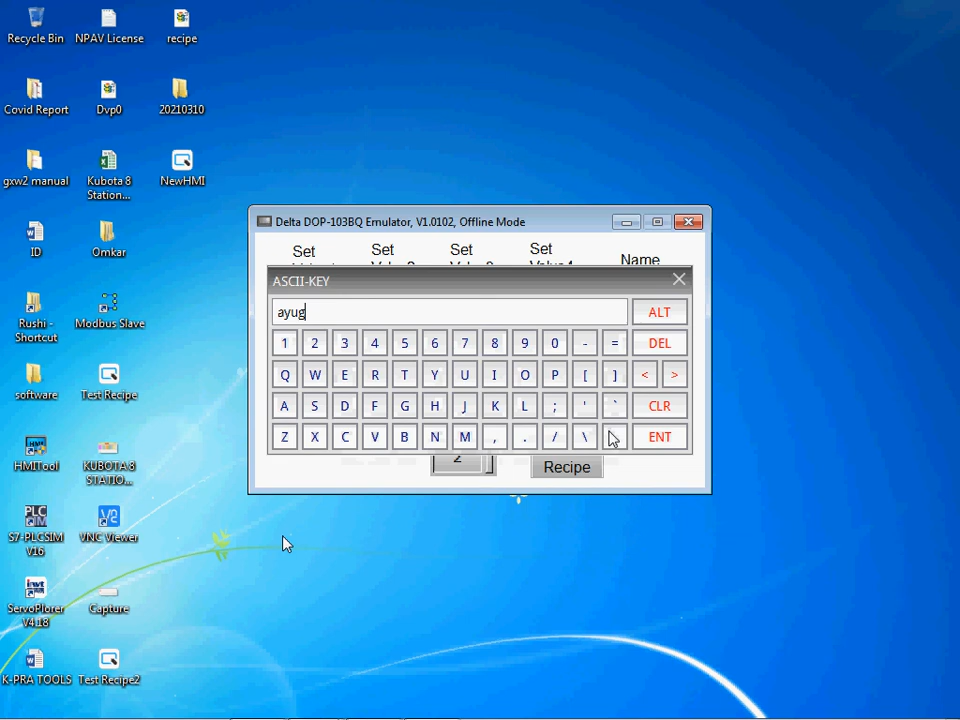 Recycle Bin
NPAV License
recipe
Covid Report
Dvp0
20210310
gxw2 manual
Kubota 8
Station...
NewHMI
ID
Omkar
Rushi -
Shortcut
Modbus Slave
software
Test Recipe
HMITool
KUBOTA 8
STATIO...
S7-PLCSIM
V16
VNC Viewer
ServoPlorer
V4.18
Capture
K-PRA TOOLS
Test Recipe2
Delta DOP-103BQ Emulator, V1.0102, Offline Mode
Set Set Set Set
Name
ASCII-KEY
ayug ALT
1 2 3 4 5 6 7 8 9 0 - = DEL
Q W E R T Y U I O P [ ] < >
A S D F G H J K L ; ' ` CLR
Z X C V B N M , . / \ ENT
2
Recipe